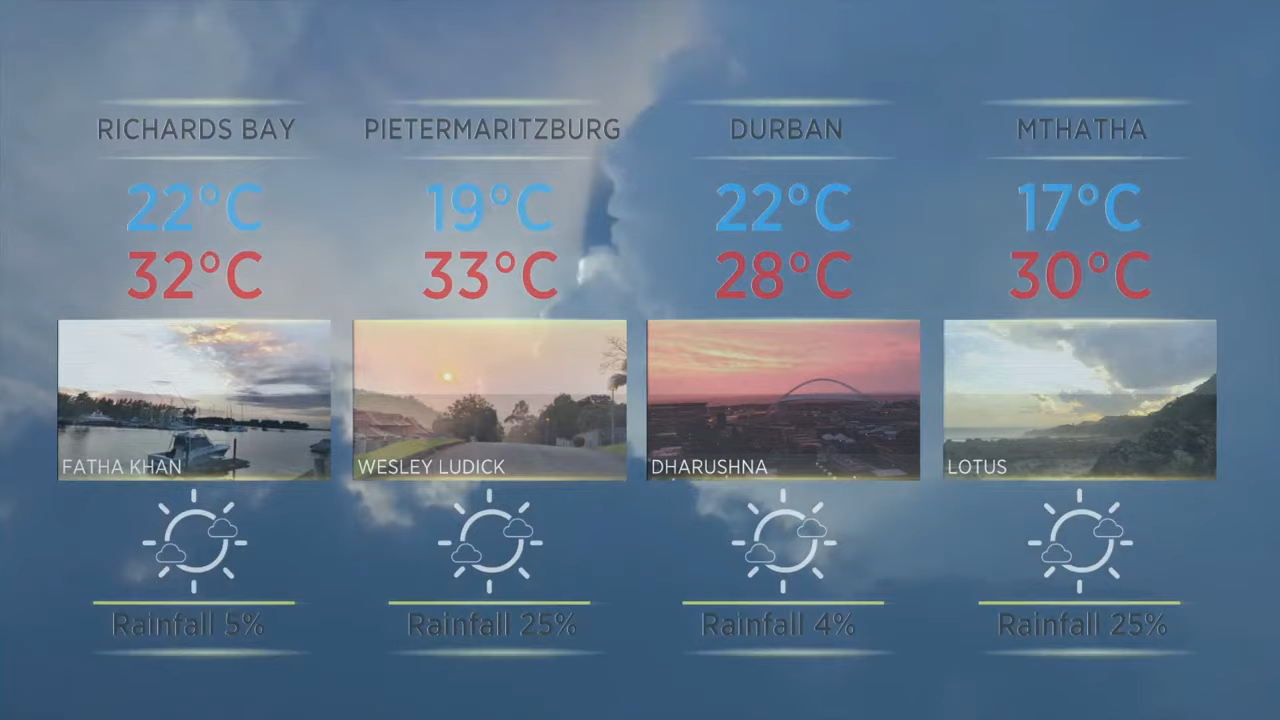 RICHARDS BAY
22°C
32°C
FATHA KHAN
Rainfall 5%
PIETERMARITZBURG
19°C
33°C
WESLEY LUDICK
Rainfall 25%
DURBAN
22°C
28°C
DHARUSHNA
Rainfall 4%
MTHATHA
17°C
30°C
LOTUS
Rainfall 25%